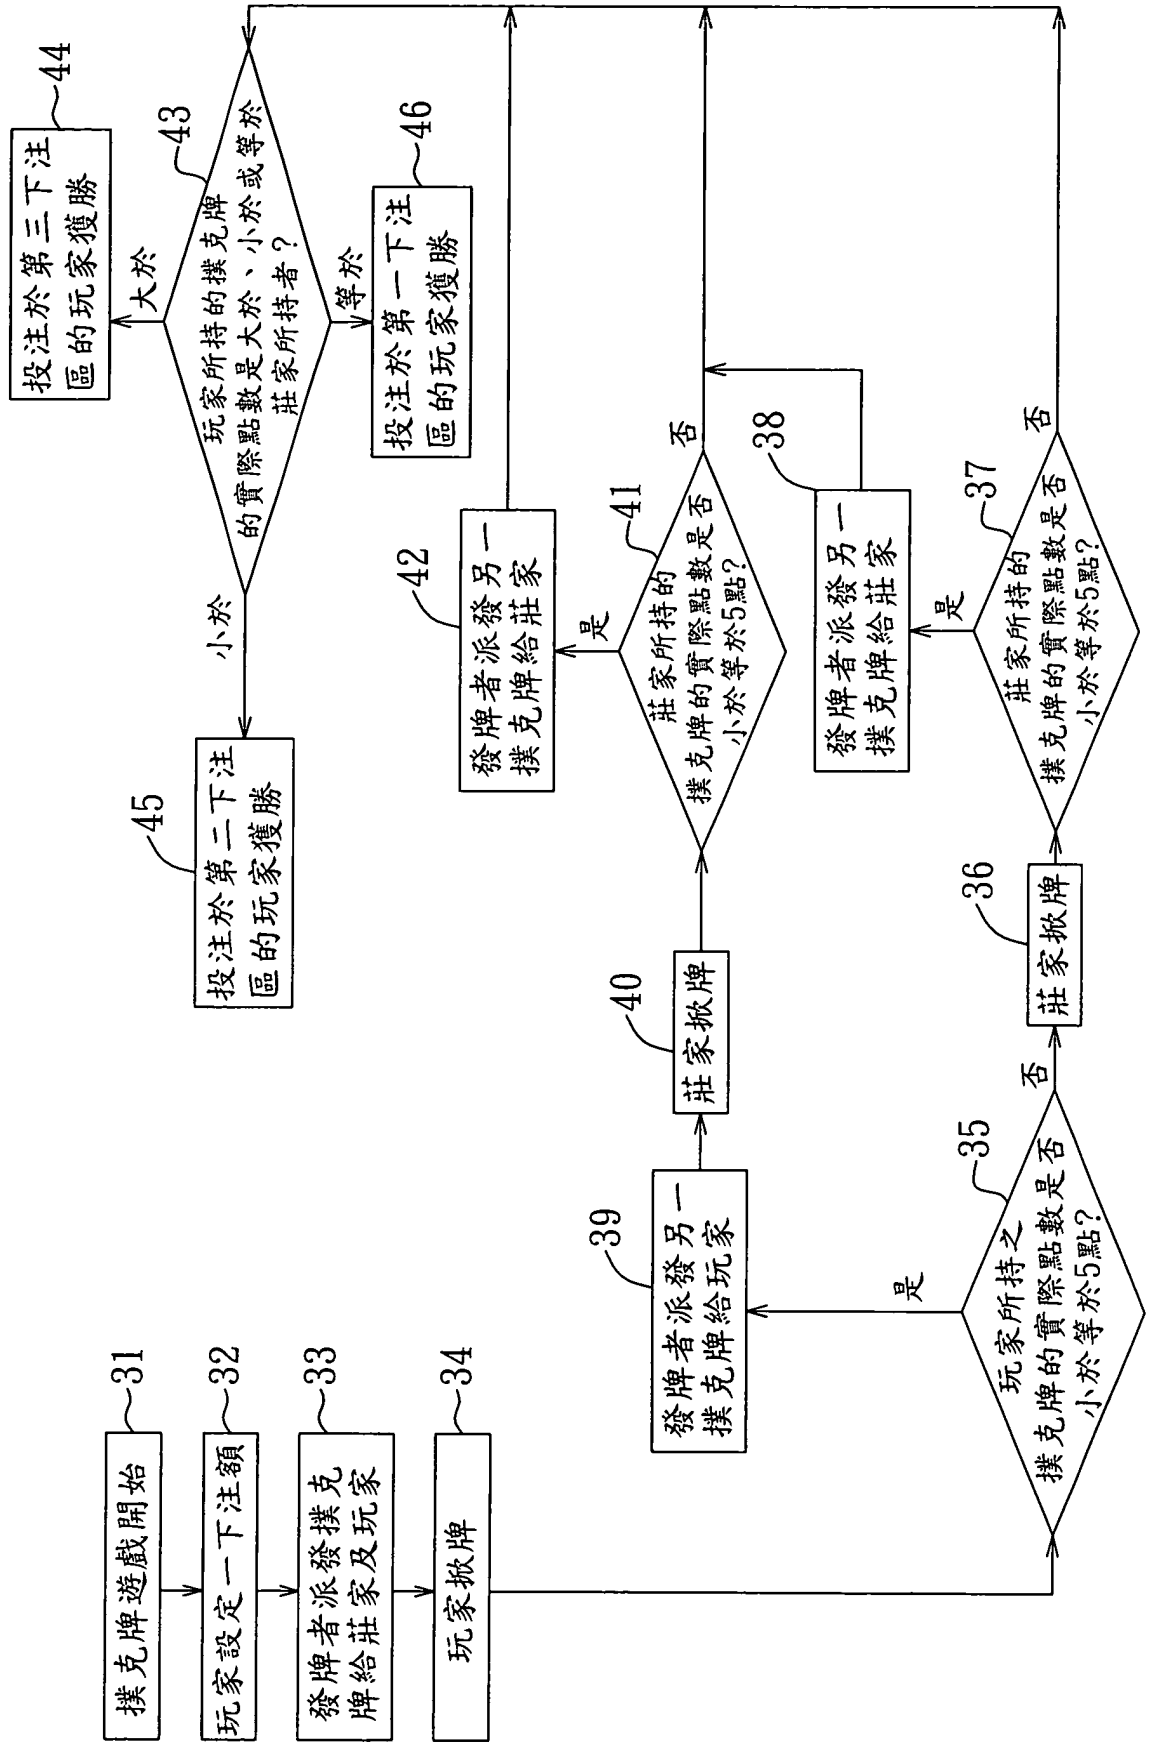 撲克牌遊戲開始
31
玩家設定一下注額
32
發牌者派發撲克
牌給莊家及玩家
33
玩家掀牌
34
玩家所持之
撲克牌的實際點數是否
小於等於5點?
35
是
否
發牌者派發另一
撲克牌給玩家
39
莊家掀牌
40
莊家掀牌
36
莊家所持的
撲克牌的實際點數是否
小於等於5點?
41
是
否
發牌者派發另一
撲克牌給莊家
42
莊家所持的
撲克牌的實際點數是否
小於等於5點?
37
是
否
發牌者派發另一
撲克牌給莊家
38
玩家所持的撲克牌
的實際點數是大於、小於或等於
莊家所持者?
43
大於
小於
等於
投注於第三下注
區的玩家獲勝
44
投注於第二下注
區的玩家獲勝
45
投注於第一下注
區的玩家獲勝
46